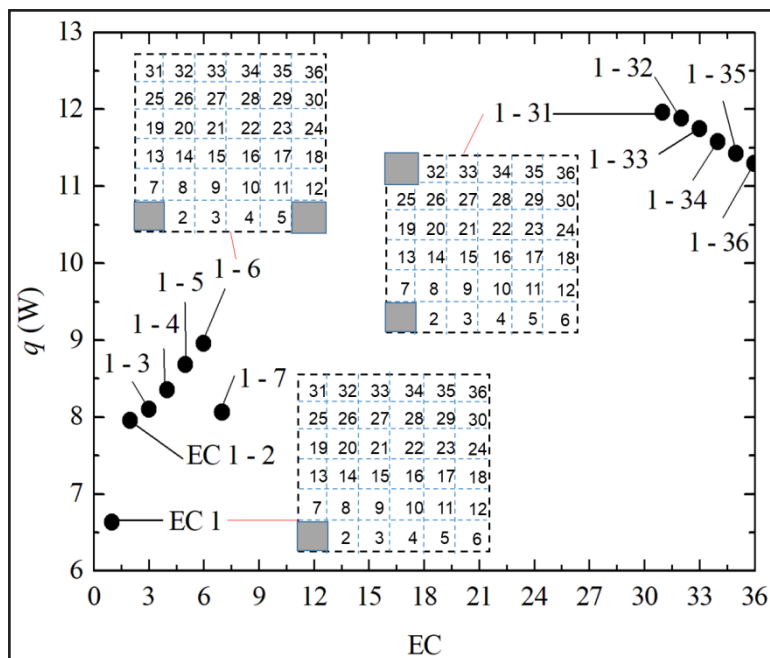 13
12
11
10
9
8
7
6
q (W)
0 3 6 9 12 15 18 21 24 27 30 33 36
EC
31 32 33 34 35 36
25 26 27 28 29 30
19 20 21 22 23 24
13 14 15 16 17 18
7 8 9 10 11 12
2 3 4 5
1 - 6
1 - 5
1 - 4
1 - 3
1 - 7
EC 1 - 2
EC 1
31 32 33 34 35 36
25 26 27 28 29 30
19 20 21 22 23 24
13 14 15 16 17 18
7 8 9 10 11 12
2 3 4 5 6
1 - 31
32 33 34 35 36
25 26 27 28 29 30
19 20 21 22 23 24
13 14 15 16 17 18
7 8 9 10 11 12
2 3 4 5 6
1 - 32
1 - 35
1 - 33
1 - 34
1 - 36